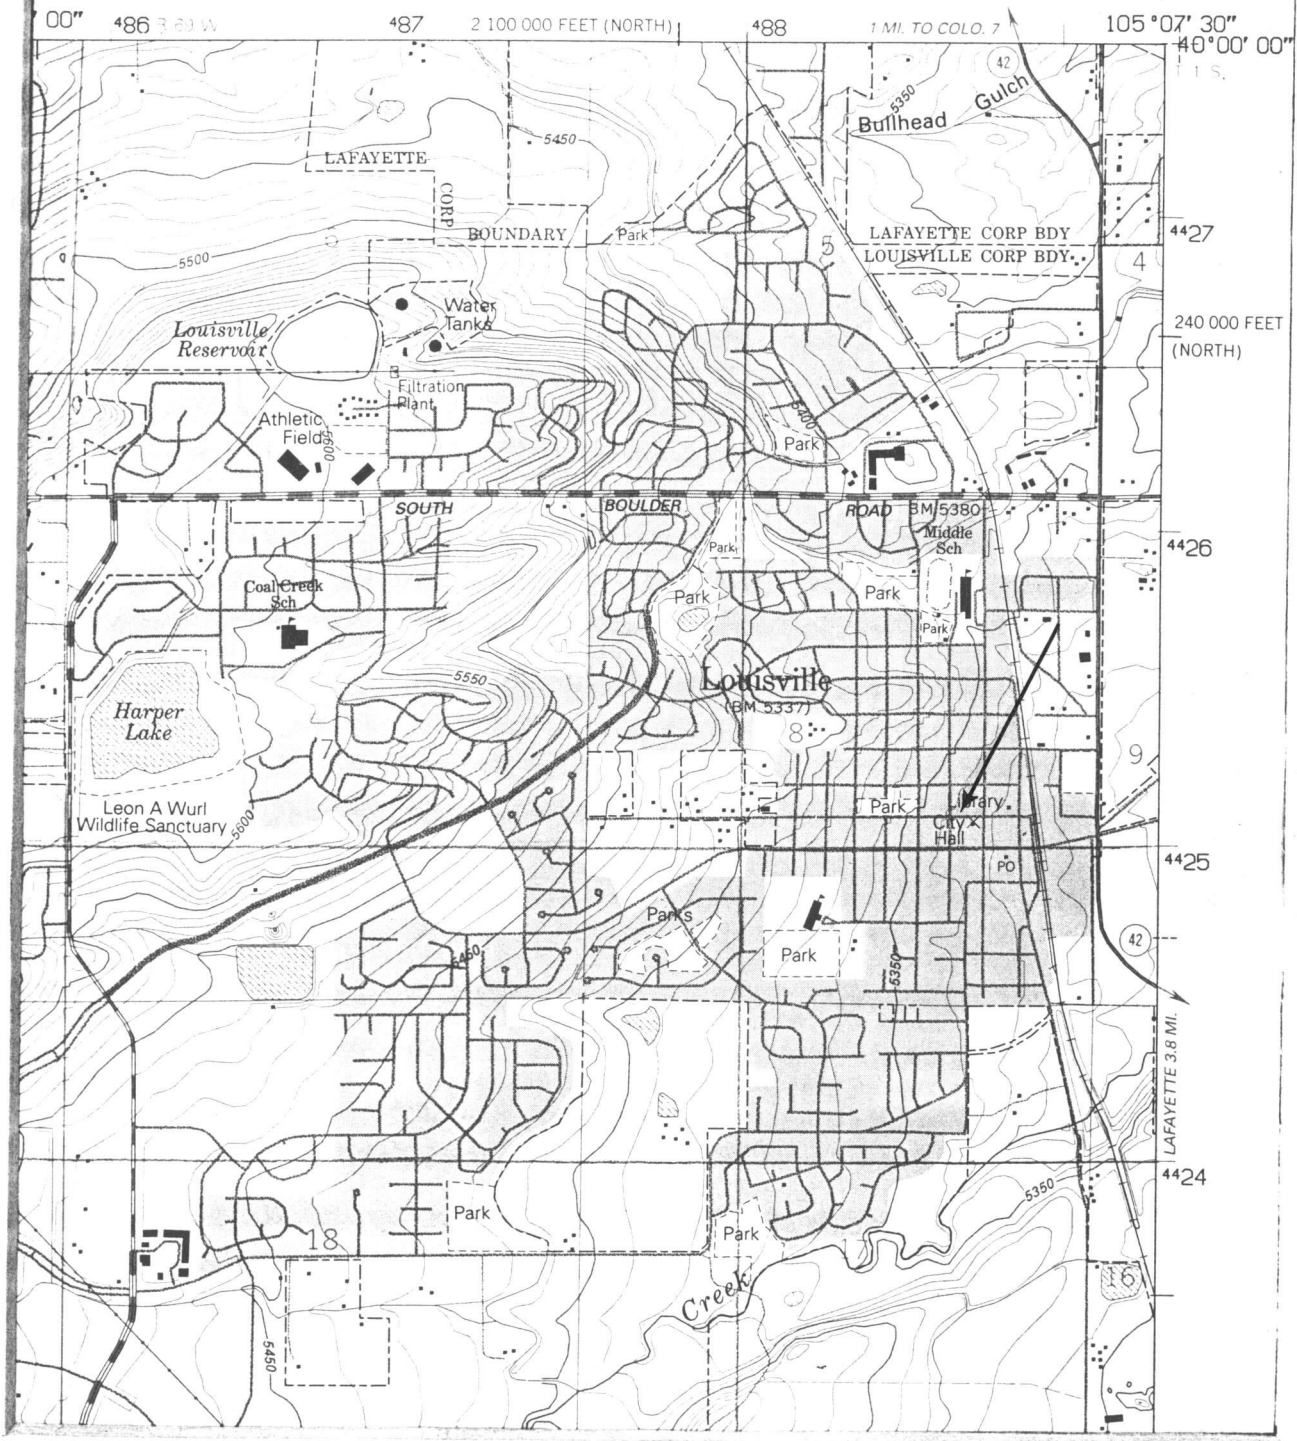 00" ⁴86 ⁴87 2 100 000 FEET (NORTH) ⁴88 1 MI. TO COLO. 7 105°07'30"
40°00'00"
42
Gulch
5350
Bullhead
5450
LAFAYETTE
CORP
BOUNDARY
Park
LAFAYETTE CORP BDY
LOUISVILLE CORP BDY
5
4427
4
5500
Water
Tanks
Louisville
Reservoir
240 000 FEET
(NORTH)
Filtration
Plant
Athletic
Field
5600
5400
Park
SOUTH BOULDER ROAD
BM 5380
Middle
Sch
4426
Park
Coal Creek
Sch
Park
Park
Park
5550
Louisville
(BM 5337)
8
Harper
Lake
7
9
Leon A Wurl
Wildlife Sanctuary
5600
Park
Library
City
Hall
4425
PO
Parks
5450
Park
5350
42
LAFAYETTE 3.8 MI.
4424
5350
Park
Park
18
Creek
16
5450